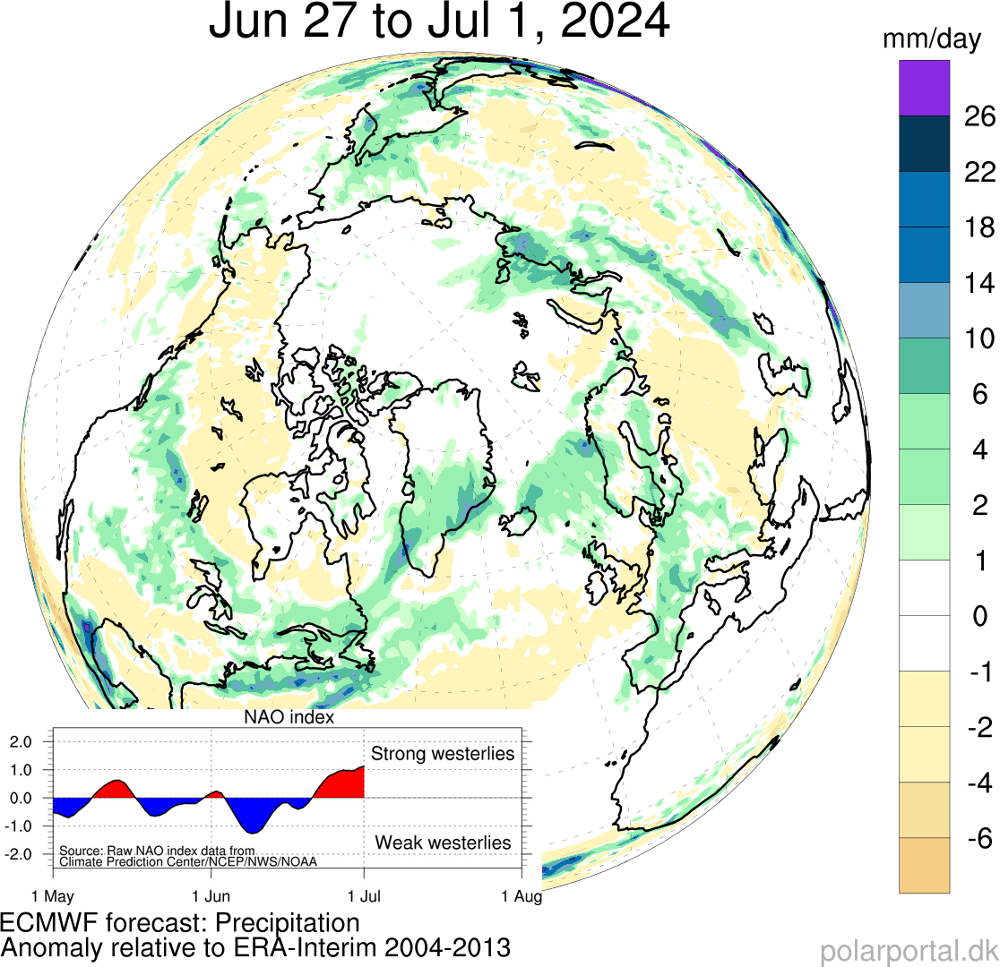 Jun 27 to Jul 1, 2024
mm/day
26
22
18
14
10
6
4
2
1
0
-1
-2
-4
-6
NAO index
2.0
1.0
0.0
-1.0
-2.0
Strong westerlies
Weak westerlies
Source: Raw NAO index data from
Climate Prediction Center/NCEP/NWS/NOAA
1 May
1 Jun
1 Jul
1 Aug
ECMWF forecast: Precipitation
Anomaly relative to ERA-Interim 2004-2013
polarportal.dk